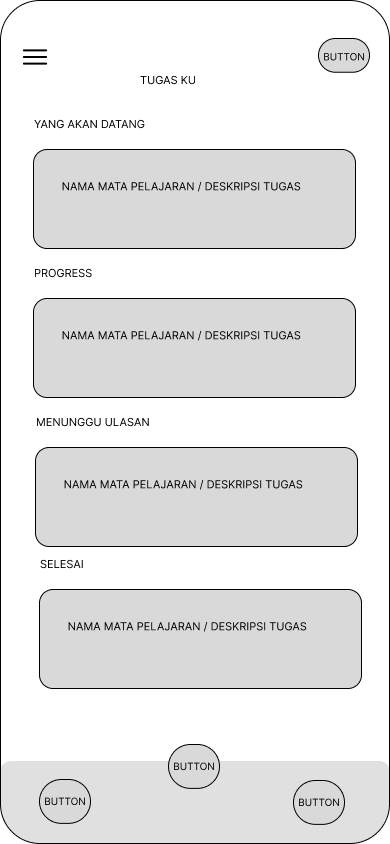 BUTTON
TUGAS KU
YANG AKAN DATANG
NAMA MATA PELAJARAN / DESKRIPSI TUGAS
PROGRESS
NAMA MATA PELAJARAN / DESKRIPSI TUGAS
MENUNGGU ULASAN
NAMA MATA PELAJARAN / DESKRIPSI TUGAS
SELESAI
NAMA MATA PELAJARAN / DESKRIPSI TUGAS
BUTTON
BUTTON
BUTTON